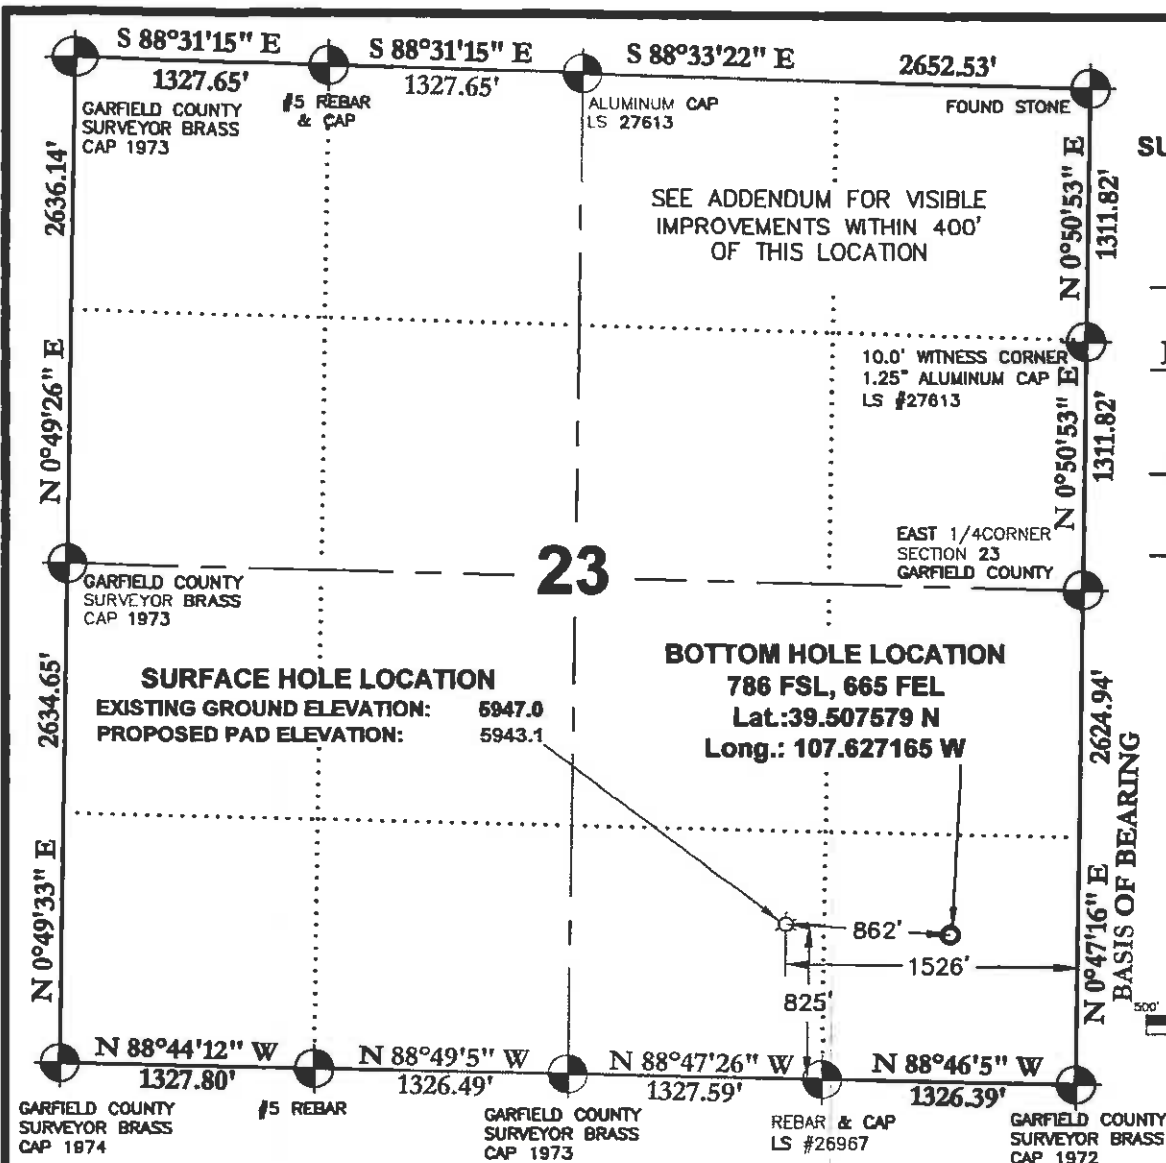 S 88°31'15" E
1327.65'
S 88°31'15" E
1327.65'
S 88°33'22" E
2652.53'
GARFIELD COUNTY
SURVEYOR BRASS
CAP 1973
#5 REBAR
& CAP
ALUMINUM CAP
LS 27613
FOUND STONE
SU
2636.14'
N 0°49'26" E
SEE ADDENDUM FOR VISIBLE
IMPROVEMENTS WITHIN 400'
OF THIS LOCATION
N 0°50'53" E
1311.82'
10.0' WITNESS CORNER
1.25" ALUMINUM CAP
LS #27613
N 0°50'53" E
1311.82'
EAST 1/4CORNER
SECTION 23
GARFIELD COUNTY
23
GARFIELD COUNTY
SURVEYOR BRASS
CAP 1973
2634.65'
N 0°49'33" E
SURFACE HOLE LOCATION
EXISTING GROUND ELEVATION: 5947.0
PROPOSED PAD ELEVATION: 5943.1
BOTTOM HOLE LOCATION
786 FSL, 665 FEL
Lat.:39.507579 N
Long.: 107.627165 W
2624.94'
N 0°47'16" E
BASIS OF BEARING
862'
1526'
825'
500'
N 88°44'12" W
1327.80'
N 88°49'5" W
1326.49'
N 88°47'26" W
1327.59'
N 88°46'5" W
1326.39'
GARFIELD COUNTY
SURVEYOR BRASS
CAP 1974
#5 REBAR
GARFIELD COUNTY
SURVEYOR BRASS
CAP 1973
REBAR & CAP
LS #26967
GARFIELD COUNTY
SURVEYOR BRASS
CAP 1972